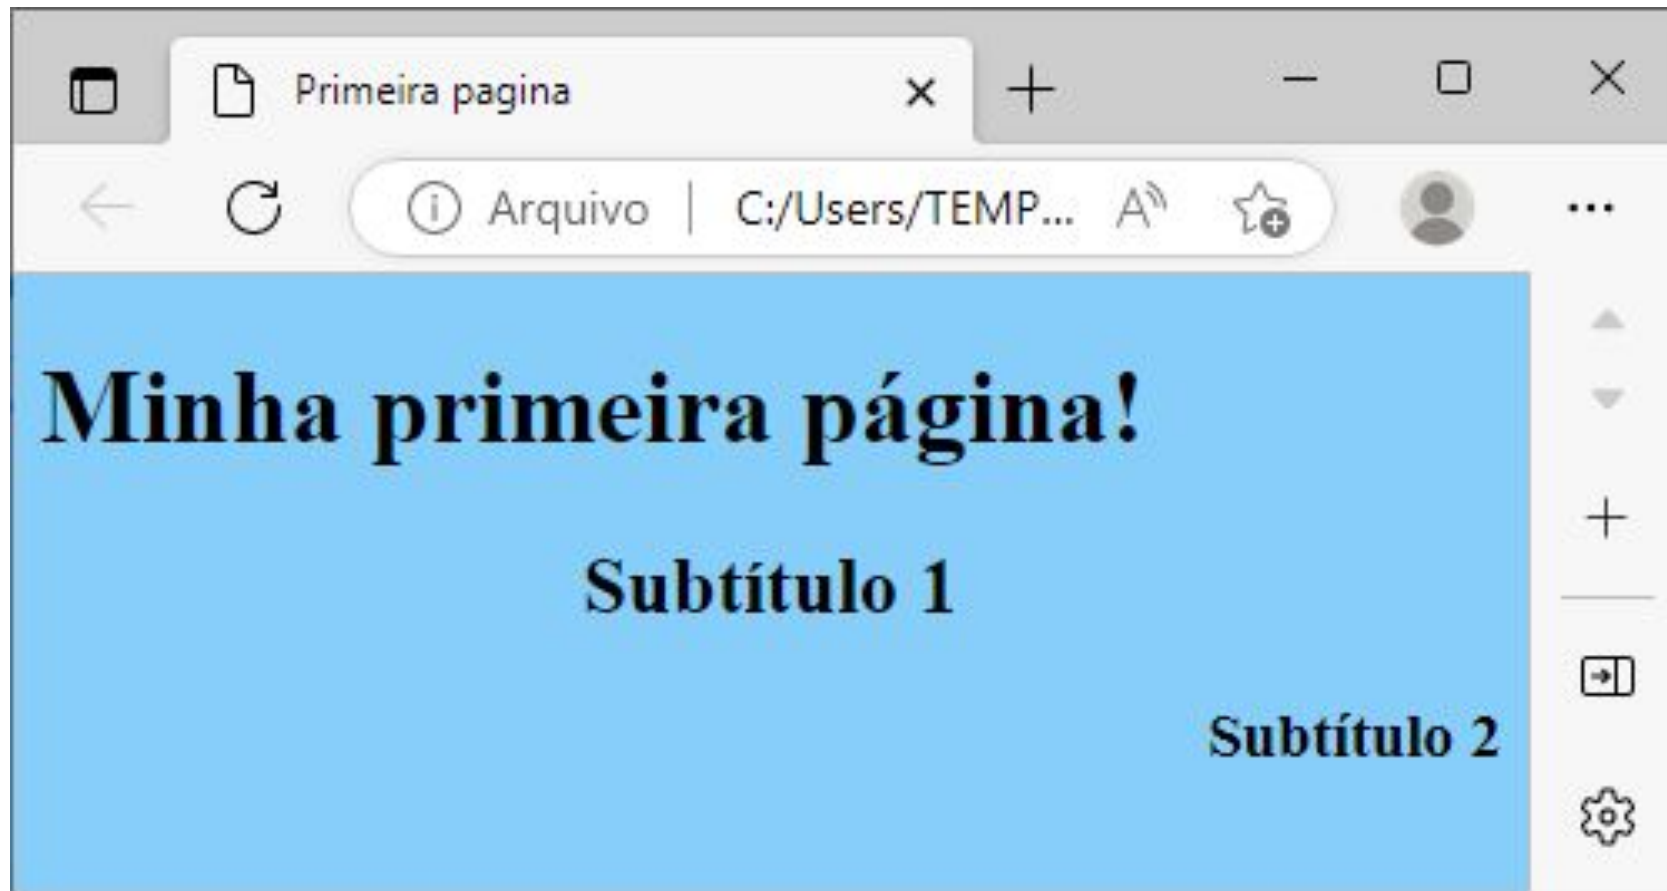 Primeira pagina
Arquivo | C:/Users/TEMP...
Minha primeira página!
Subtítulo 1
Subtítulo 2